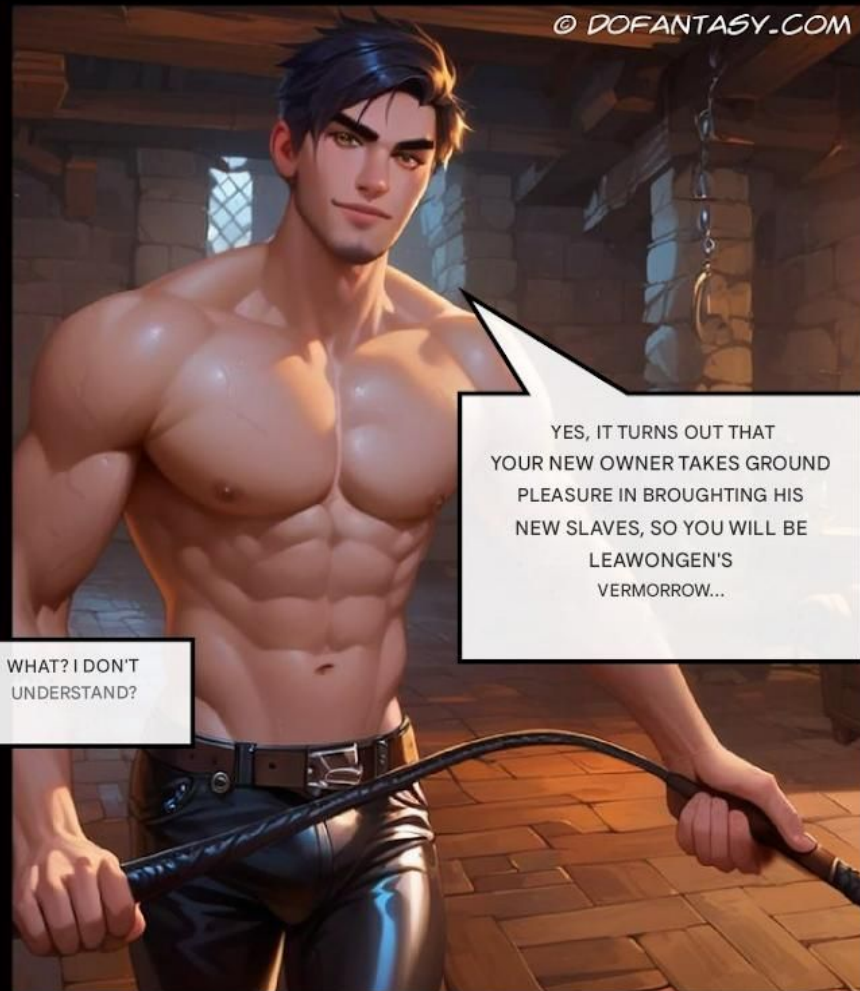 © DOFANTASY.COM
YES, IT TURNS OUT THAT
YOUR NEW OWNER TAKES GROUND
PLEASURE IN BROUGHTING HIS
NEW SLAVES, SO YOU WILL BE
LEAWONGEN'S
VERMORROW...
WHAT? I DON'T
UNDERSTAND?